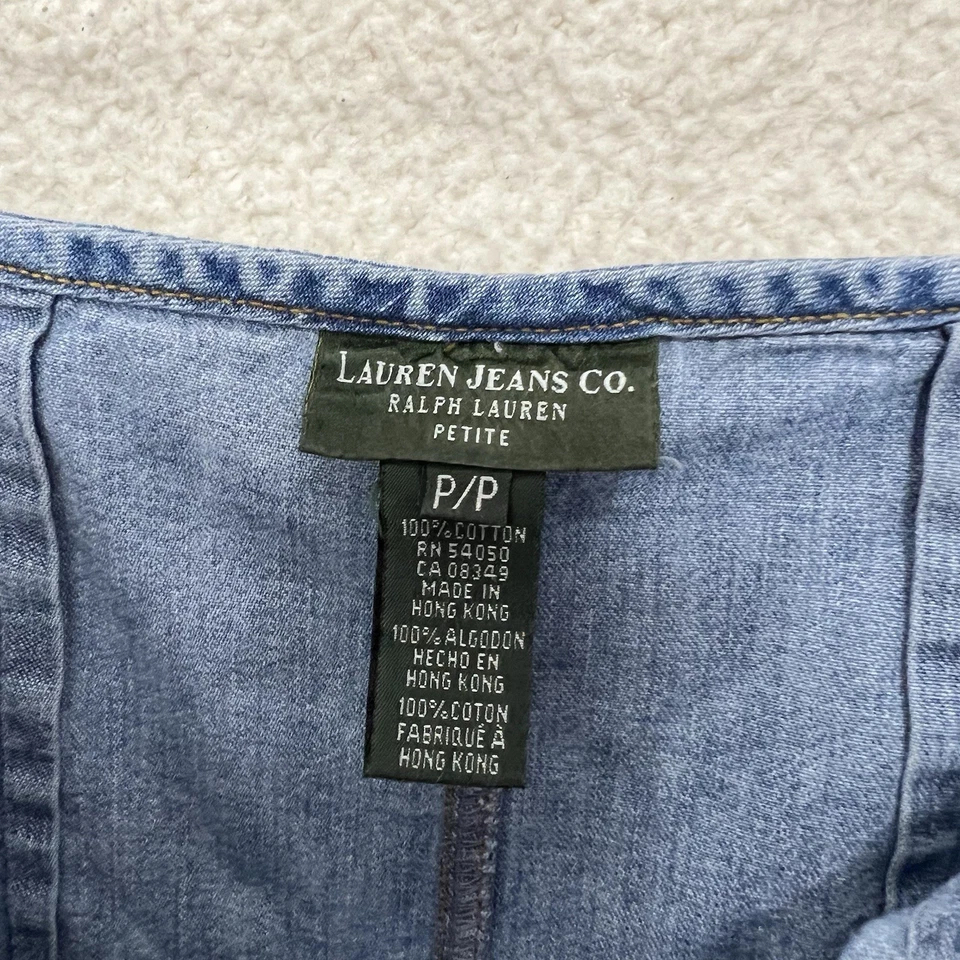 LAUREN JEANS CO.
RALPH LAUREN
PETITE
P/P
100% COTTON
RN 54050
CA 08349
MADE IN
HONG KONG
100% ALGODON
HECHO EN
HONG KONG
100% COTON
FABRIQUÉ À
HONG KONG